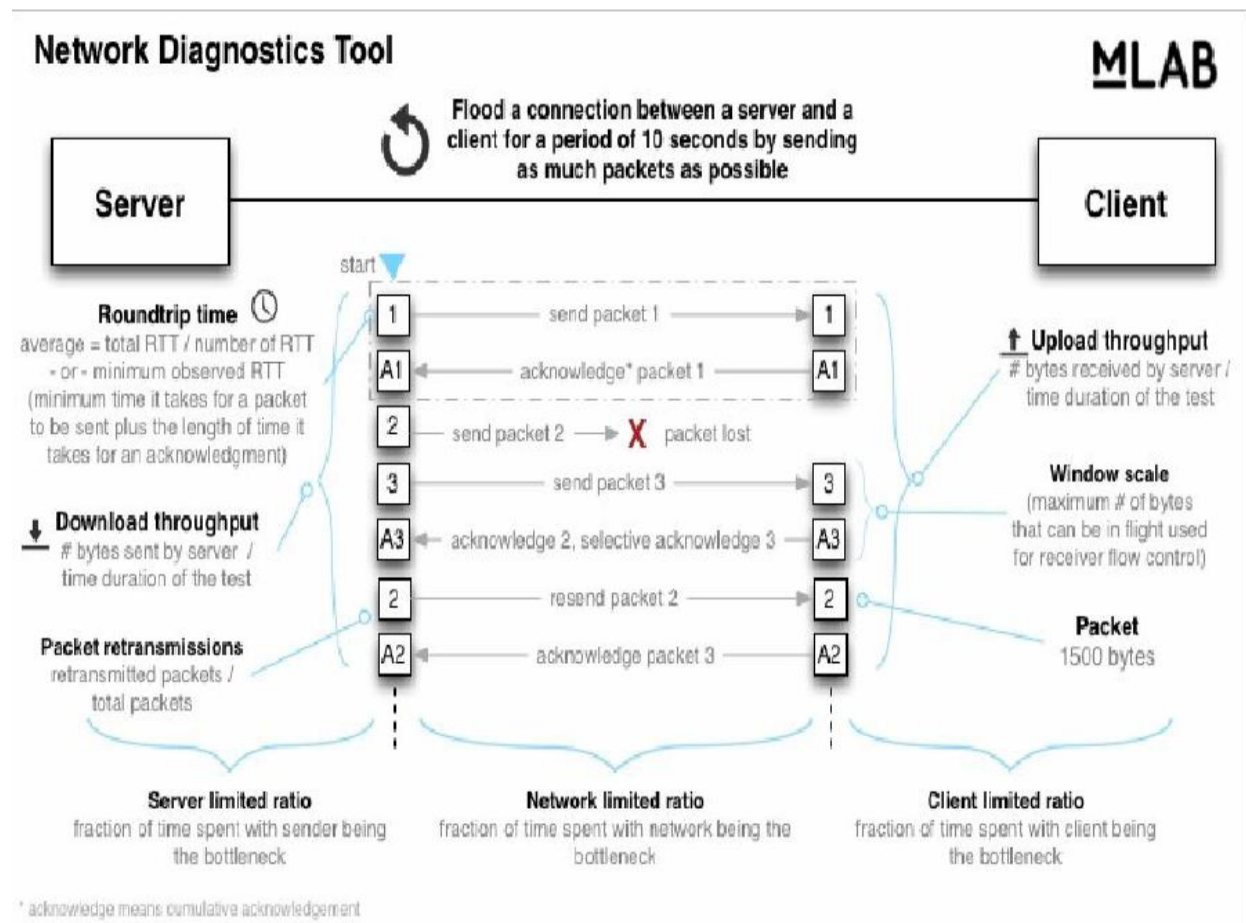 Network Diagnostics Tool
MLAB
Flood a connection between a server and a
client for a period of 10 seconds by sending
as much packets as possible
Server
Client
start
Roundtrip time
average = total RTT / number of RTT
- or - minimum observed RTT
(minimum time it takes for a packet
to be sent plus the length of time it
takes for an acknowledgment)
Download throughput
# bytes sent by server /
time duration of the test
Packet retransmissions
retransmitted packets /
total packets
1 send packet 1 1
A1 acknowledge* packet 1 A1
2 send packet 2 X packet lost
3 send packet 3 3
A3 acknowledge 2, selective acknowledge 3 A3
2 resend packet 2 2
A2 acknowledge packet 3 A2
Upload throughput
# bytes received by server /
time duration of the test
Window scale
(maximum # of bytes
that can be in flight used
for receiver flow control)
Packet
1500 bytes
Server limited ratio
fraction of time spent with sender being
the bottleneck
Network limited ratio
fraction of time spent with network being the
bottleneck
Client limited ratio
fraction of time spent with client being
the bottleneck
* acknowledge means cumulative acknowledgement